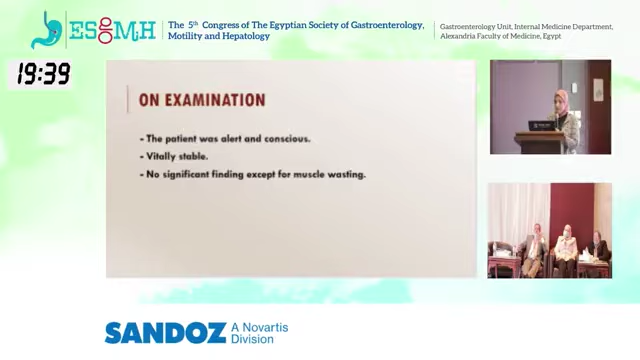 ESGMH
The 5th Congress of The Egyptian Society of Gastroenterology,
Motility and Hepatology
Gastroenterology Unit, Internal Medicine Department,
Alexandria Faculty of Medicine, Egypt
19:39
ON EXAMINATION
- The patient was alert and conscious.
- Vitally stable.
- No significant finding except for muscle wasting.
SANDOZ A Novartis
Division